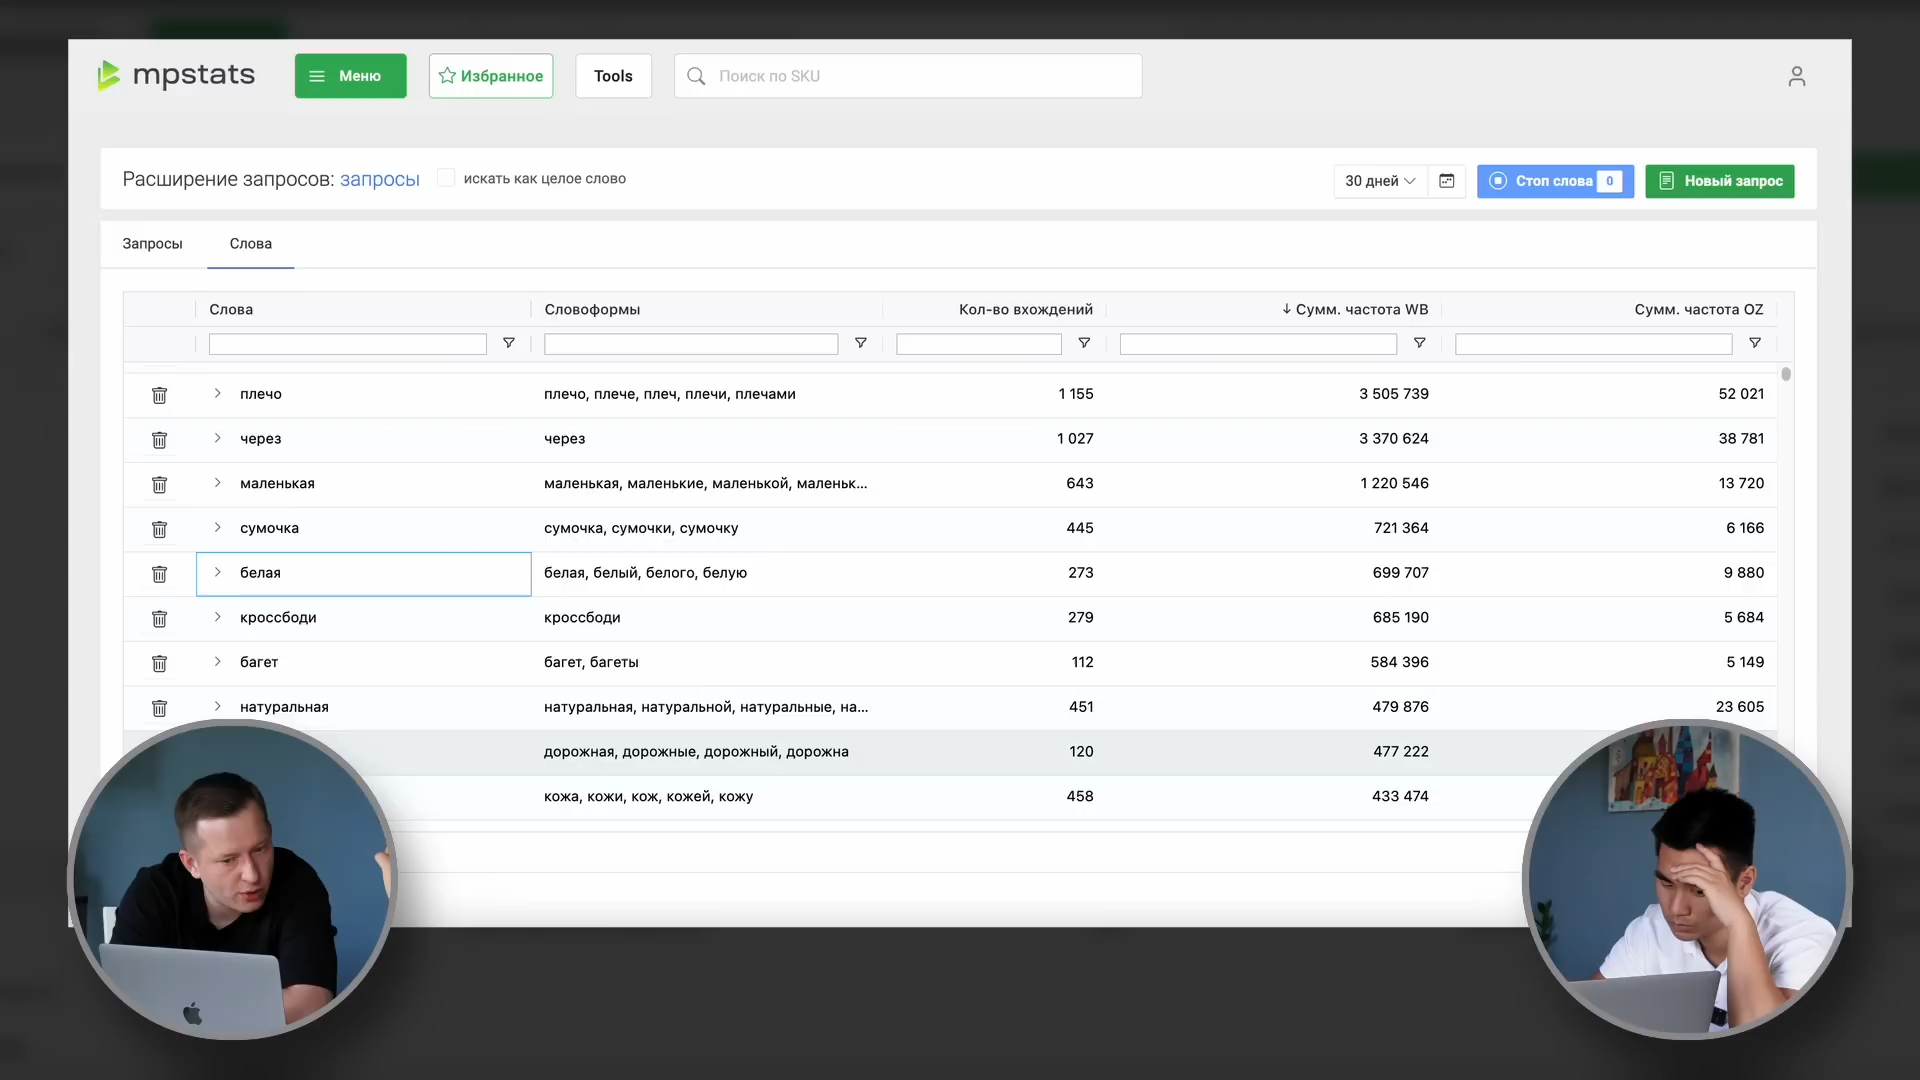 mpstats Меню Избранное Tools Поиск по SKU
Расширение запросов: запросы искать как целое слово 30 дней Стоп слова 0 Новый запрос
Запросы Слова
Слова Словоформы Кол-во вхождений ↓ Сумм. частота WB Сумм. частота OZ
плечо плечо, плече, плеч, плечи, плечами 1 155 3 505 739 52 021
через через 1 027 3 370 624 38 781
маленькая маленькая, маленькие, маленькой, маленьк... 643 1 220 546 13 720
сумочка сумочка, сумочки, сумочку 445 721 364 6 166
белая белая, белый, белого, белую 273 699 707 9 880
кроссбоди кроссбоди 279 685 190 5 684
багет багет, багеты 112 584 396 5 149
натуральная натуральная, натуральной, натуральные, на... 451 479 876 23 605
дорожная, дорожные, дорожный, дорожна 120 477 222
кожа, кожи, кож, кожей, кожу 458 433 474